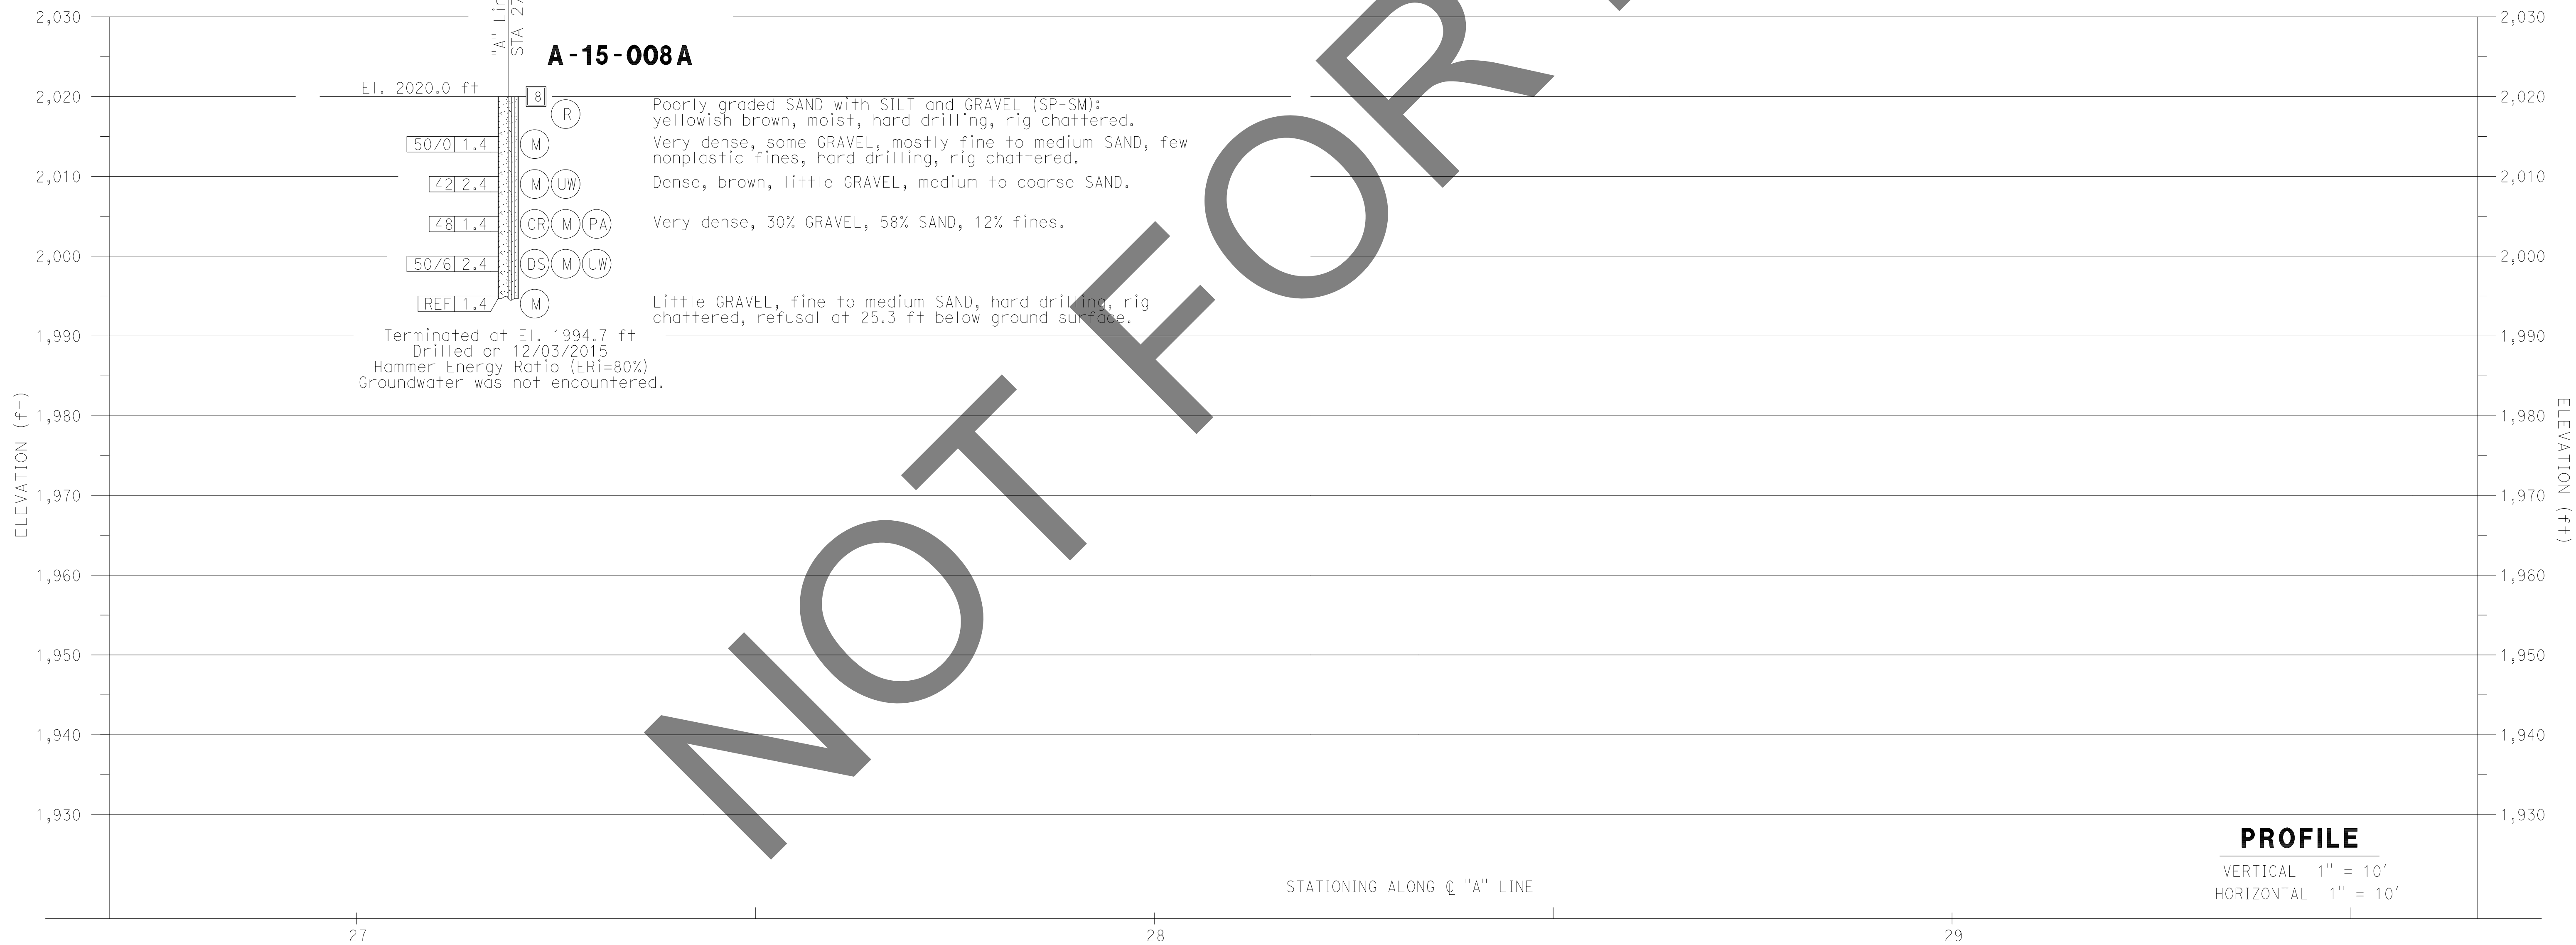 2,030
2,030
"A" Lin
STA 27
A-15-008A
El. 2020.0 ft
2,020
8
2,020
R
Poorly graded SAND with SILT and GRAVEL (SP-SM):
yellowish brown, moist, hard drilling, rig chattered.
50/0 1.4
M
Very dense, some GRAVEL, mostly fine to medium SAND, few
nonplastic fines, hard drilling, rig chattered.
2,010
42 2.4
M UW
Dense, brown, little GRAVEL, medium to coarse SAND.
2,010
48 1.4
CR M PA
Very dense, 30% GRAVEL, 58% SAND, 12% fines.
2,000
50/6 2.4
DS M UW
2,000
REF 1.4
M
Little GRAVEL, fine to medium SAND, hard drilling, rig
chattered, refusal at 25.3 ft below ground surface.
1,990
1,990
Terminated at El. 1994.7 ft
Drilled on 12/03/2015
Hammer Energy Ratio (ERi=80%)
Groundwater was not encountered.
ELEVATION (ft)
ELEVATION (ft)
1,980
1,980
1,970
1,970
1,960
1,960
1,950
1,950
1,940
1,940
1,930
1,930
NOT FOR
PROFILE
VERTICAL 1" = 10'
HORIZONTAL 1" = 10'
STATIONING ALONG ℄ "A" LINE
27
28
29